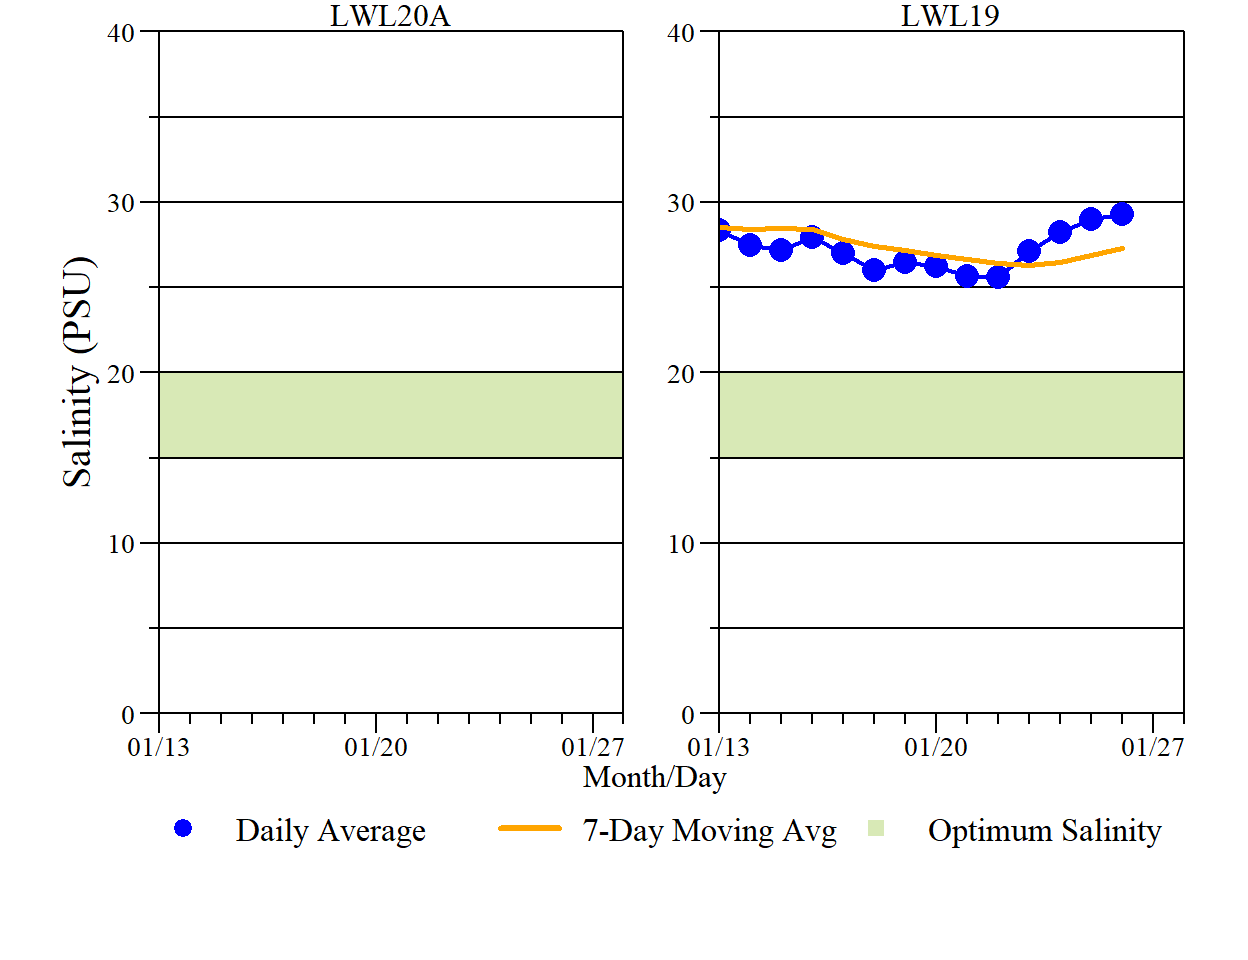 LWL20A
LWL19
Salinity (PSU)
40
30
20
10
0
40
30
20
10
0
01/13
01/20
01/27
01/13
01/20
01/27
Month/Day
Daily Average
7-Day Moving Avg
Optimum Salinity